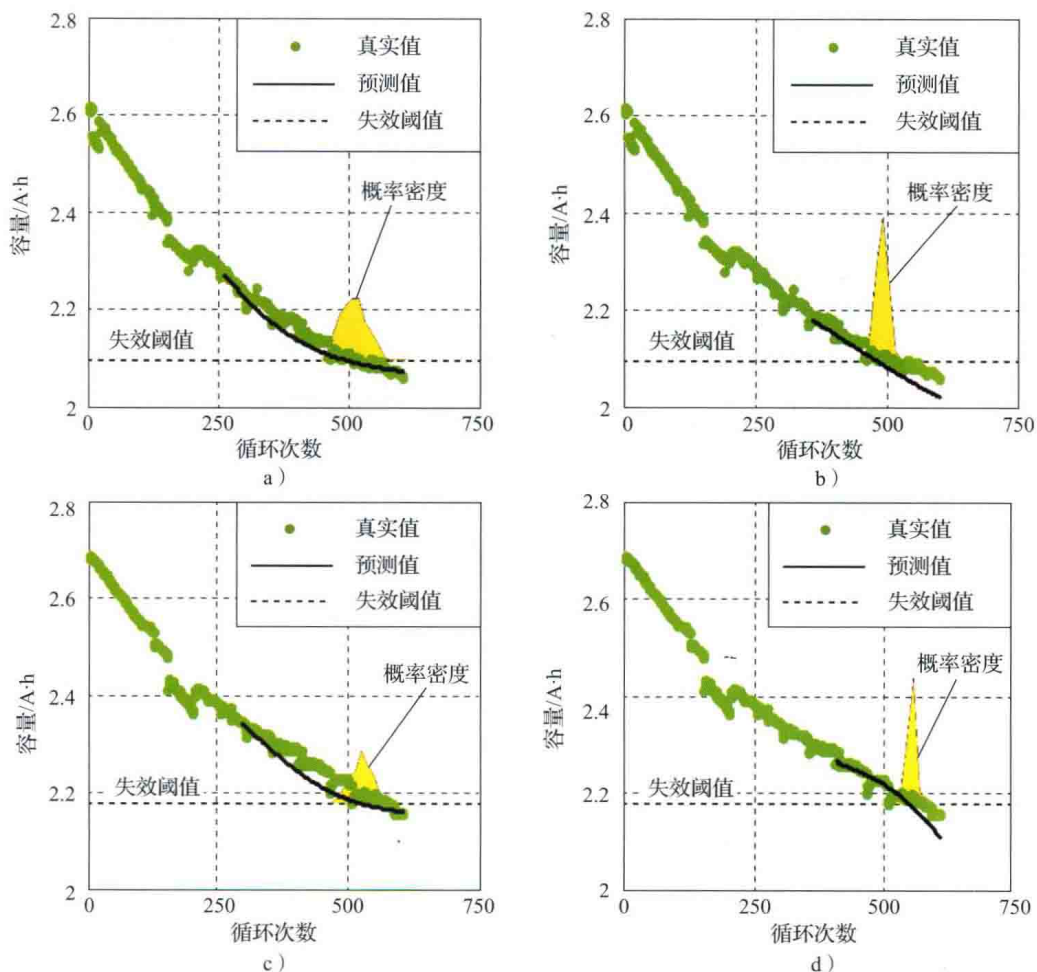 2.8
2.6
2.4
2.2
2
容量/A·h
真实值
预测值
失效阈值
概率密度
失效阈值
0
250
500
750
循环次数
a）
2.8
2.6
2.4
2.2
2
容量/A·h
真实值
预测值
失效阈值
概率密度
失效阈值
0
250
500
750
循环次数
b）
2.8
2.6
2.4
2.2
2
容量/A·h
真实值
预测值
失效阈值
概率密度
失效阈值
0
250
500
750
循环次数
c）
2.8
2.6
2.4
2.2
2
容量/A·h
真实值
预测值
失效阈值
概率密度
失效阈值
0
250
500
750
循环次数
d）